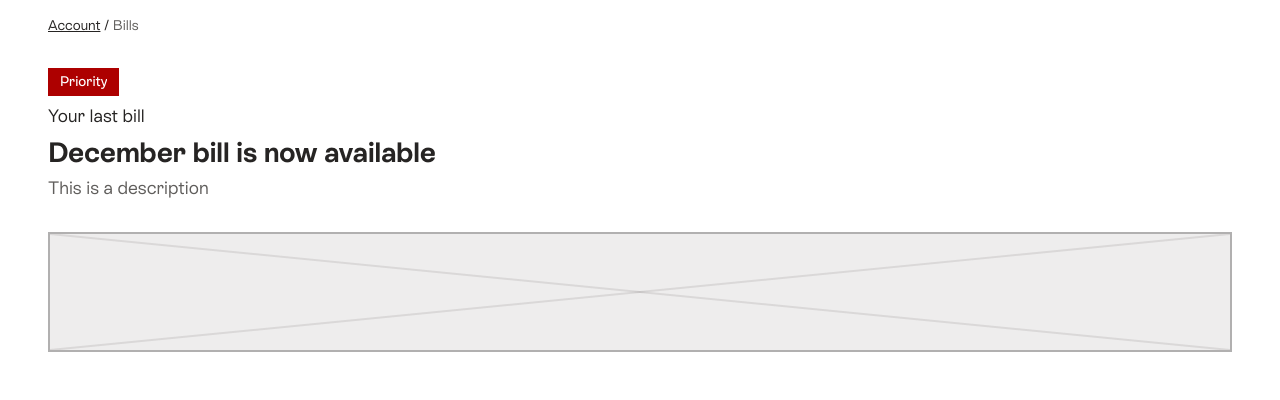 Account / Bills
Priority
Your last bill
December bill is now available
This is a description